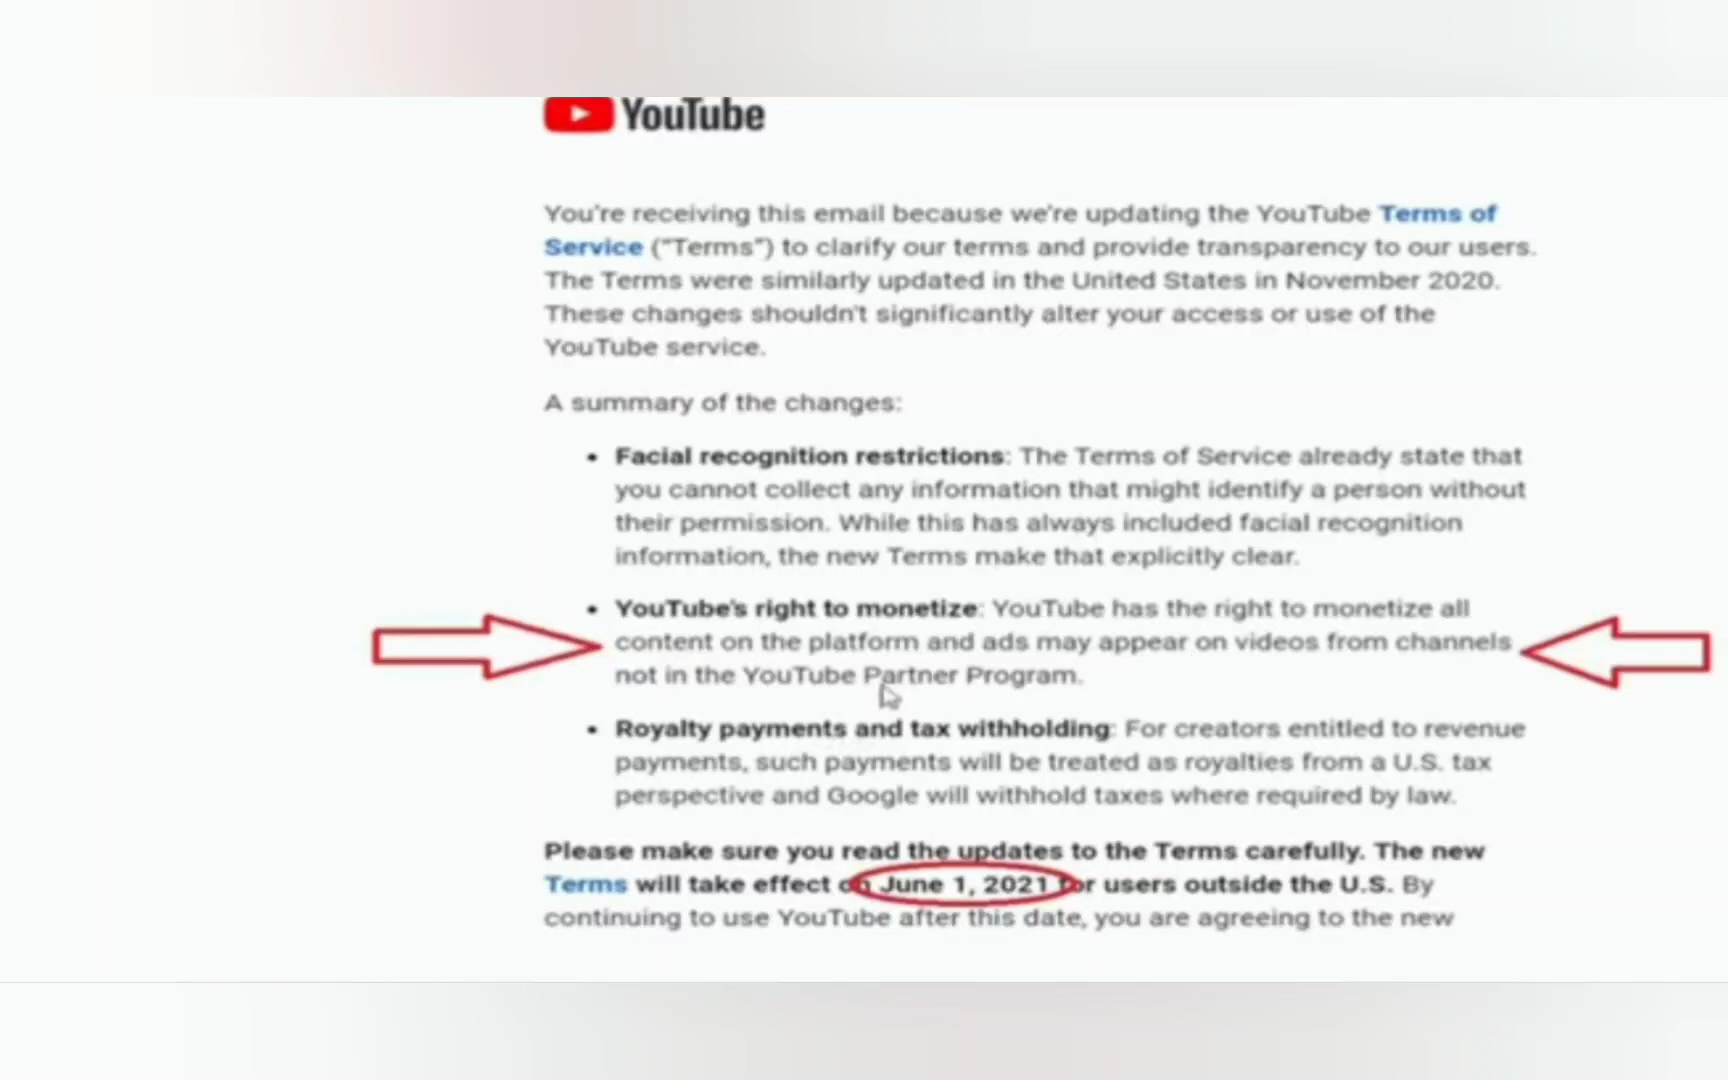 YouTube
You're receiving this email because we're updating the YouTube Terms of
Service ("Terms") to clarify our terms and provide transparency to our users.
The Terms were similarly updated in the United States in November 2020.
These changes shouldn't significantly alter your access or use of the
YouTube service.
A summary of the changes:
• Facial recognition restrictions: The Terms of Service already state that
you cannot collect any information that might identify a person without
their permission. While this has always included facial recognition
information, the new Terms make that explicitly clear.
• YouTube's right to monetize: YouTube has the right to monetize all
content on the platform and ads may appear on videos from channels
not in the YouTube Partner Program.
• Royalty payments and tax withholding: For creators entitled to revenue
payments, such payments will be treated as royalties from a U.S. tax
perspective and Google will withhold taxes where required by law.
Please make sure you read the updates to the Terms carefully. The new
Terms will take effect on June 1, 2021 for users outside the U.S. By
continuing to use YouTube after this date, you are agreeing to the new